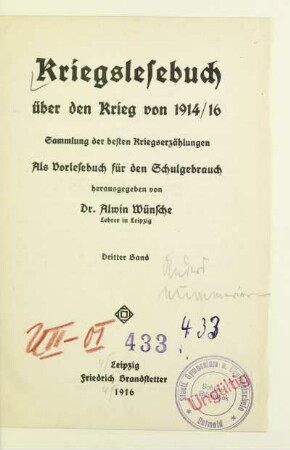 Kriegslesebuch
über den Krieg von 1914/16
Sammlung der besten Kriegserzählungen
Als Vorlesebuch für den Schulgebrauch
herausgegeben von
Dr. Alwin Wünsche
Lehrer in Leipzig
Dritter Band
433
433
Leipzig
Friedrich Brandstetter
1916
Ungültig
Detmold